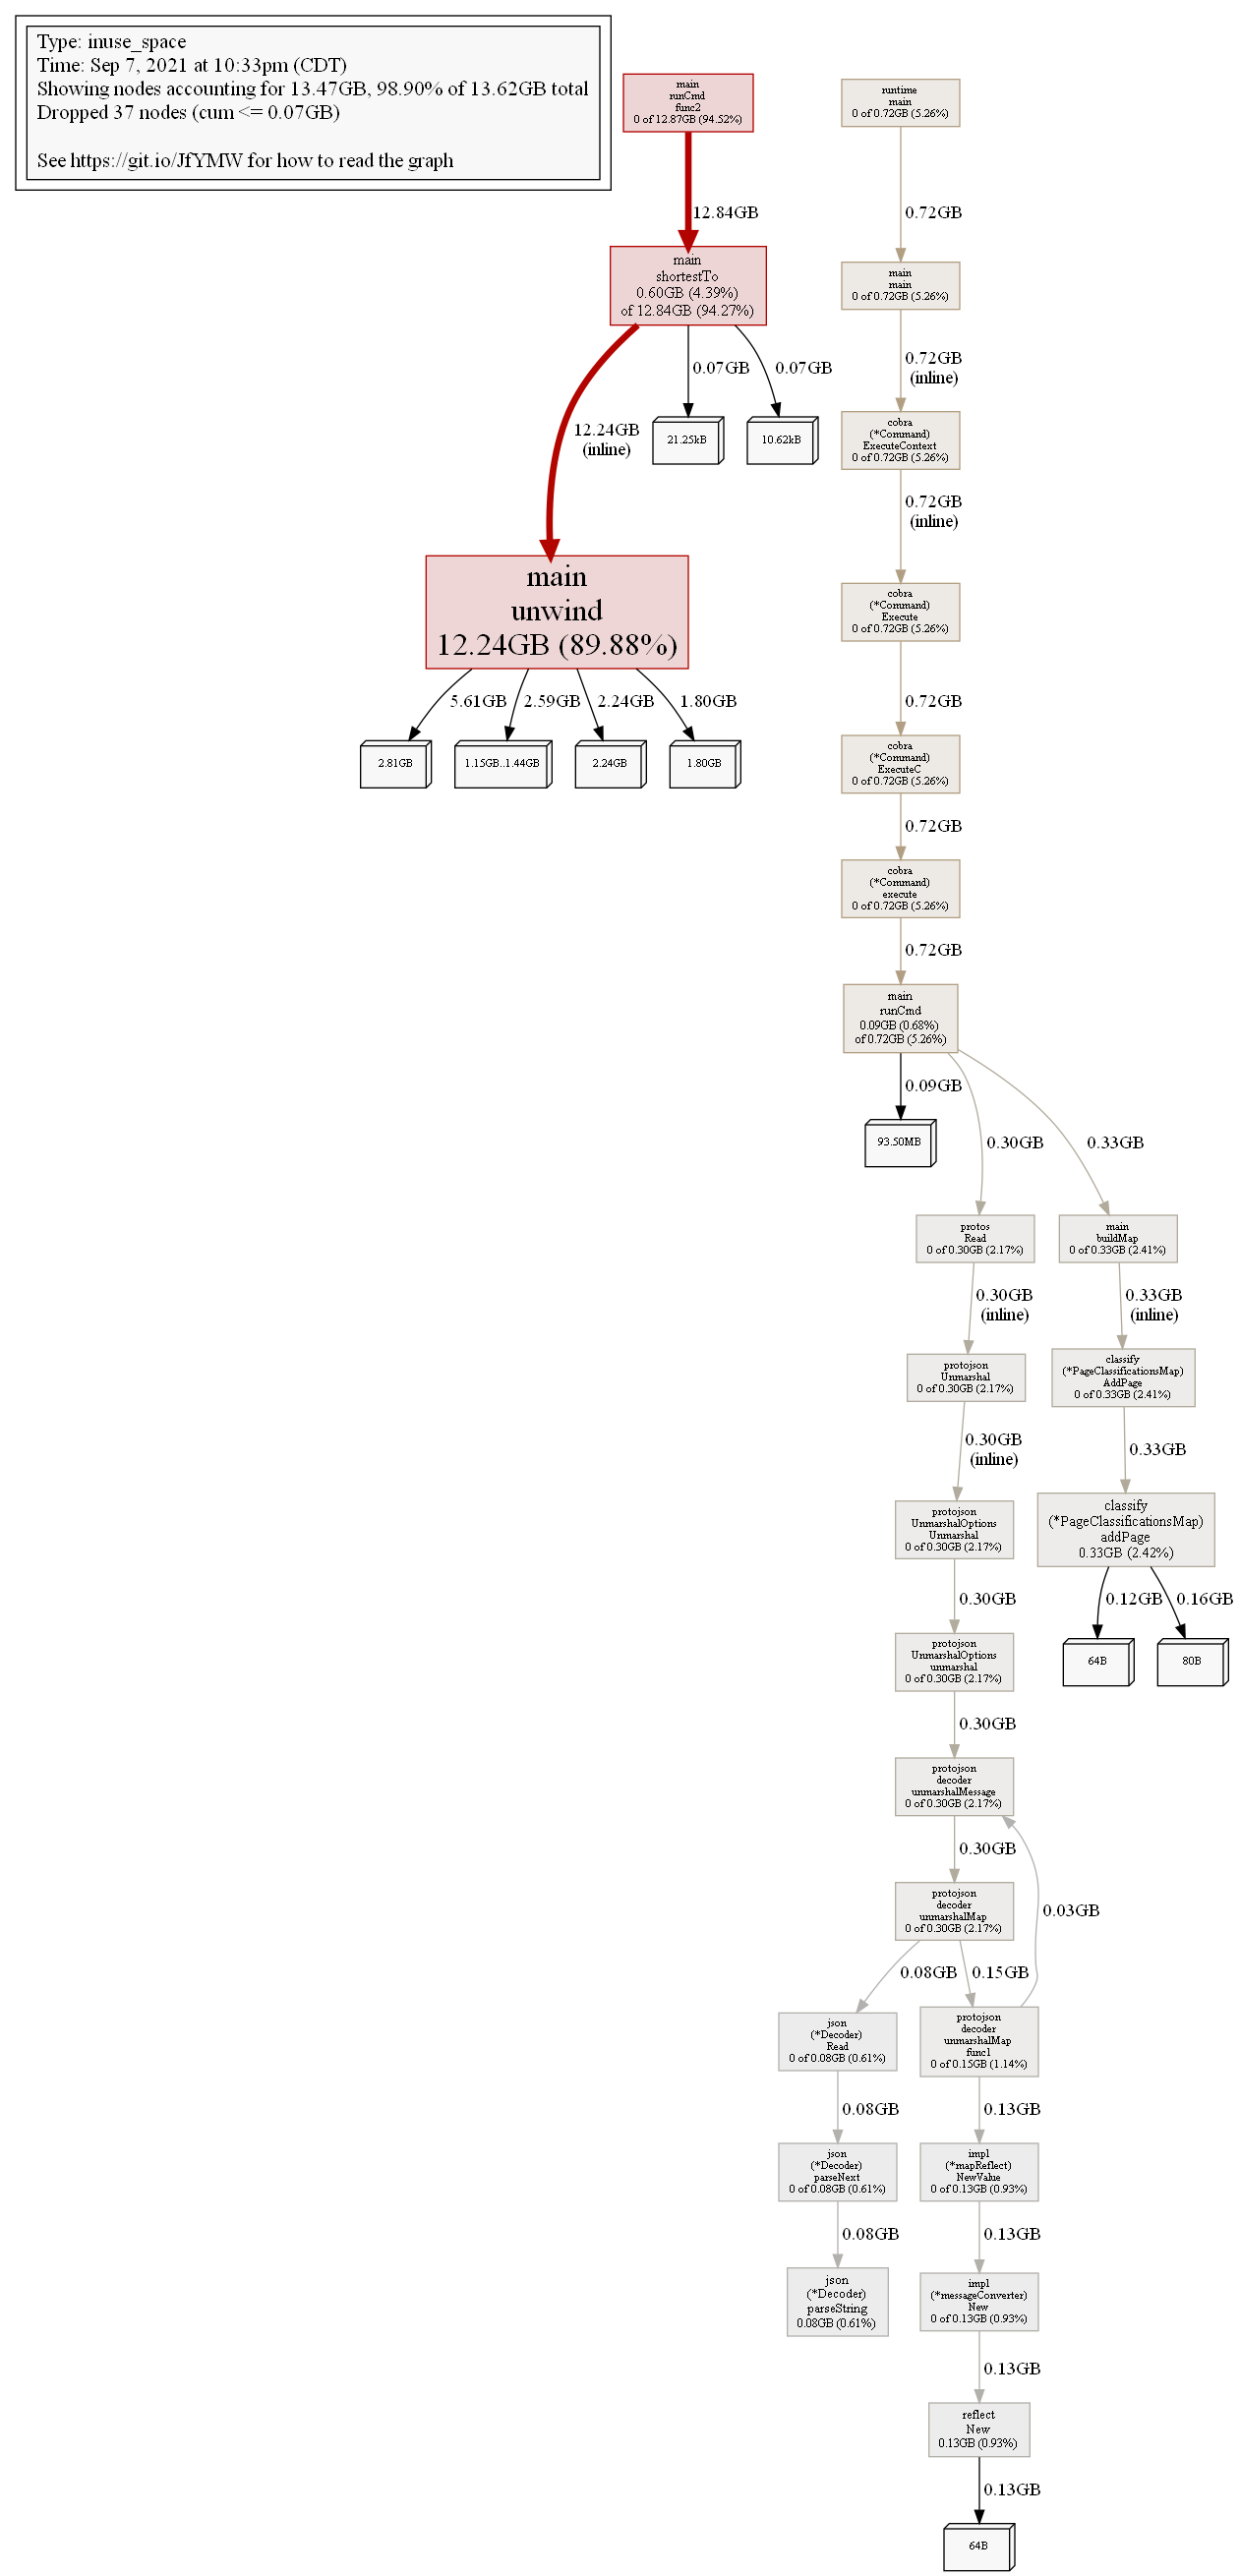 Type: inuse_space
Time: Sep 7, 2021 at 10:33pm (CDT)
Showing nodes accounting for 13.47GB, 98.90% of 13.62GB total
Dropped 37 nodes (cum <= 0.07GB)
See https://git.io/JfYMW for how to read the graph
main
runCmd
func2
0 of 12.87GB (94.52%)
12.84GB
main
shortestTo
0.60GB (4.39%)
of 12.84GB (94.27%)
12.24GB
(inline)
0.07GB
0.07GB
21.25kB
10.62kB
main
unwind
12.24GB (89.88%)
5.61GB
2.59GB
2.24GB
1.80GB
2.81GB
1.15GB..1.44GB
2.24GB
1.80GB
runtime
main
0 of 0.72GB (5.26%)
0.72GB
main
main
0 of 0.72GB (5.26%)
0.72GB
(inline)
cobra
(*Command)
ExecuteContext
0 of 0.72GB (5.26%)
0.72GB
(inline)
cobra
(*Command)
Execute
0 of 0.72GB (5.26%)
0.72GB
cobra
(*Command)
ExecuteC
0 of 0.72GB (5.26%)
0.72GB
cobra
(*Command)
execute
0 of 0.72GB (5.26%)
0.72GB
main
runCmd
0.09GB (0.68%)
of 0.72GB (5.26%)
0.09GB
0.30GB
0.33GB
93.50MB
protos
Read
0 of 0.30GB (2.17%)
0.30GB
(inline)
protojson
Unmarshal
0 of 0.30GB (2.17%)
0.30GB
(inline)
protojson
UnmarshalOptions
Unmarshal
0 of 0.30GB (2.17%)
0.30GB
protojson
UnmarshalOptions
unmarshal
0 of 0.30GB (2.17%)
0.30GB
protojson
decoder
unmarshalMessage
0 of 0.30GB (2.17%)
0.30GB
0.03GB
protojson
decoder
unmarshalMap
0 of 0.30GB (2.17%)
0.08GB
0.15GB
json
(*Decoder)
Read
0 of 0.08GB (0.61%)
0.08GB
json
(*Decoder)
parseNext
0 of 0.08GB (0.61%)
0.08GB
json
(*Decoder)
parseString
0.08GB (0.61%)
protojson
decoder
unmarshalMap
func1
0 of 0.15GB (1.14%)
0.13GB
impl
(*mapReflect)
NewValue
0 of 0.13GB (0.93%)
0.13GB
impl
(*messageConverter)
New
0 of 0.13GB (0.93%)
0.13GB
reflect
New
0.13GB (0.93%)
0.13GB
64B
main
buildMap
0 of 0.33GB (2.41%)
0.33GB
(inline)
classify
(*PageClassificationsMap)
AddPage
0 of 0.33GB (2.41%)
0.33GB
classify
(*PageClassificationsMap)
addPage
0.33GB (2.42%)
0.12GB
0.16GB
64B
80B